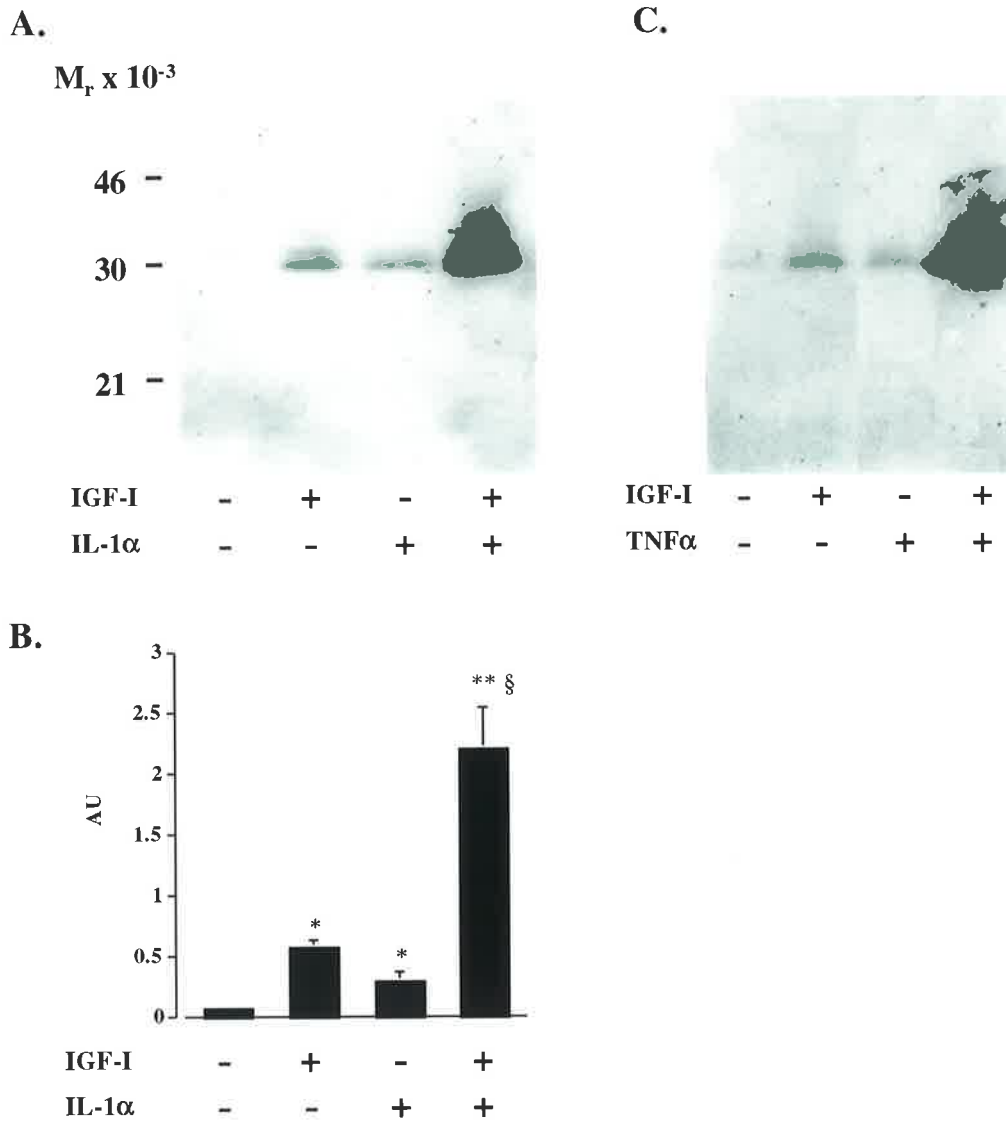 A.
M_r x 10^-3
46 –
30 –
21 –
IGF-I - + - +
IL-1α - - + +
C.
IGF-I - + - +
TNFα - - + +
B.
AU
3
2.5
2
1.5
1
0.5
0
*
*
** §
IGF-I - + - +
IL-1α - - + +